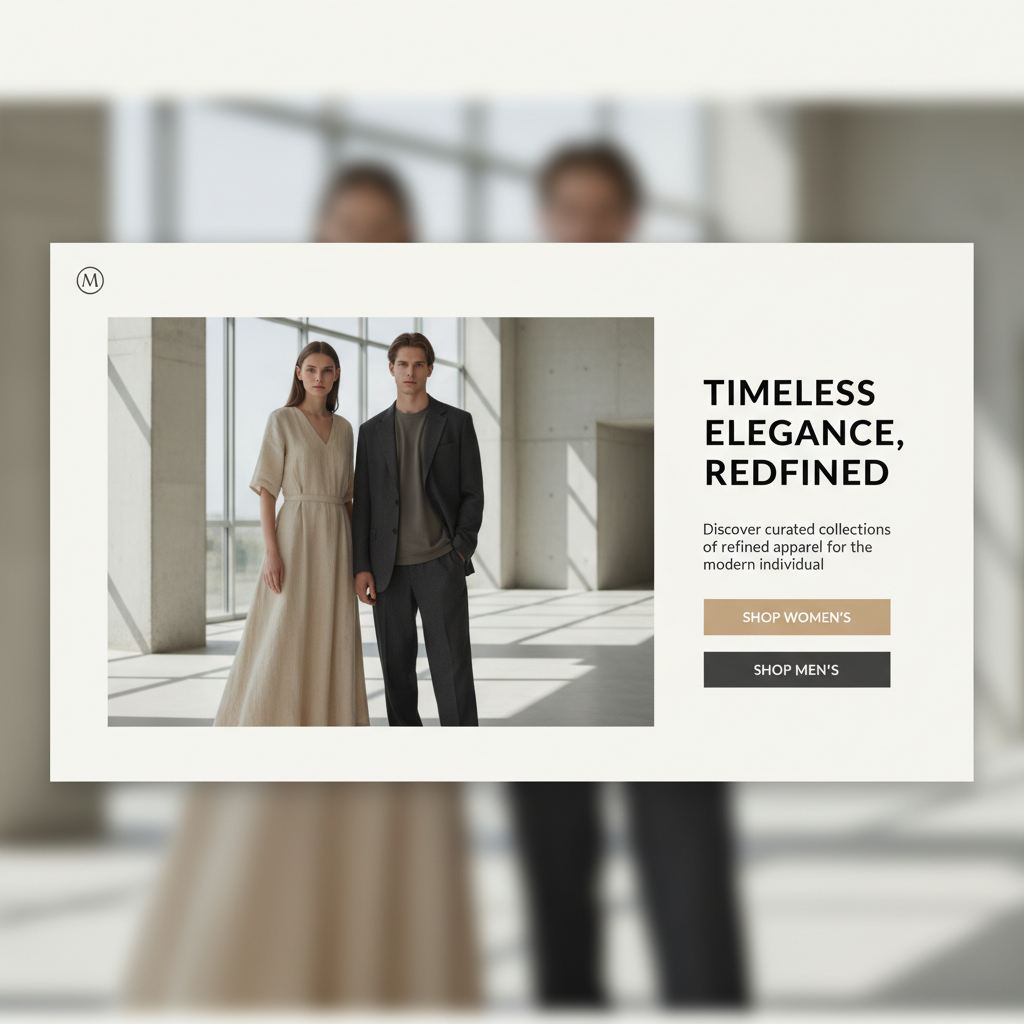 M
TIMELESS
ELEGANCE,
REDFINED
Discover curated collections
of refined apparel for the
modern individual
SHOP WOMEN'S
SHOP MEN'S